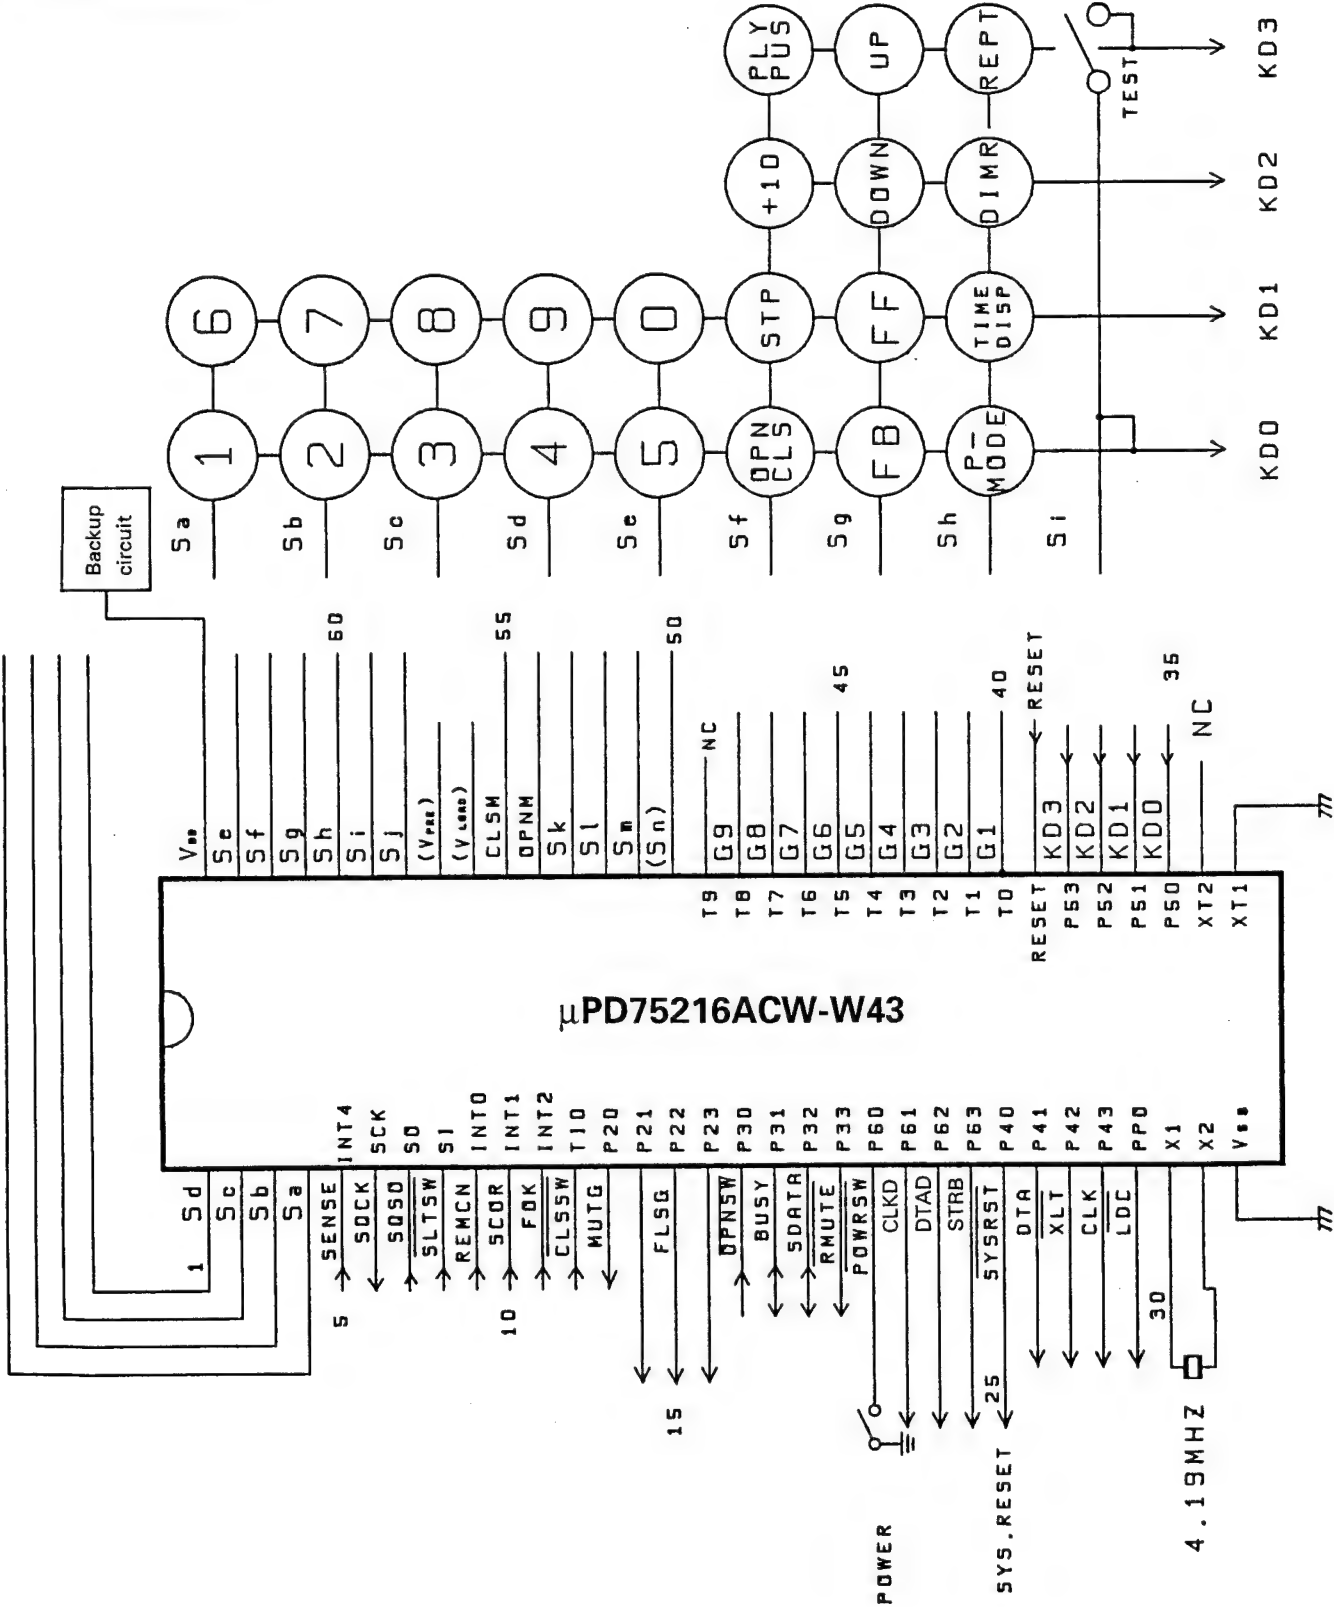 Backup
circuit
Sa
1
6
Sb
2
7
Sc
3
8
Sd
4
9
Se
5
0
Sf
OPN
CLS
STP
+10
PLY
PUS
Sg
FB
FF
DOWN
UP
Sh
P-
MODE
TIME
DISP
DIMR
REPT
Si
TEST
KD0
KD1
KD2
KD3
Se
Sf
Sg
Sh
60
Si
Sj
(VPRE)
(VLOAD)
CLSM
55
OPNM
Sk
Sl
Sm
(Sn)
50
T9
NC
T8
G9
T7
G8
T6
G7
T5
G6
45
T4
G5
T3
G4
T2
G3
T1
G2
T0
G1
40
RESET
RESET
P53
KD3
P52
KD2
P51
KD1
P50
KD0
35
XT2
NC
XT1
µPD75216ACW-W43
1
Sd
Sc
Sb
Sa
5
SENSE
INT4
SQCK
SCK
SQSO
SO
SLTSW
SI
REMCN
INT0
10
SCOR
INT1
FOK
INT2
CLSSW
TIO
MUTG
P20
P21
15
FLSG
P22
P23
OPNSW
P30
BUSY
P31
SDATA
P32
RMUTE
P33
POWRSW
P60
CLKD
P61
DTAD
P62
STRB
P63
25
SYSRST
P40
DTA
P41
XLT
P42
CLK
P43
LDC
PP0
30
X1
X2
POWER
SYS.RESET
4.19MHZ